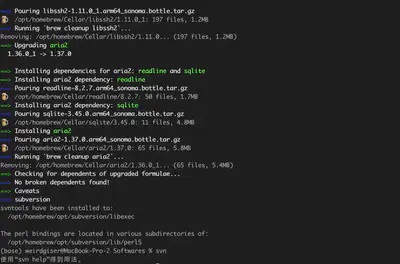 ==> Pouring libssh2-1.11.0_1.arm64_sonoma.bottle.tar.gz
🍺 /opt/homebrew/Cellar/libssh2/1.11.0_1: 197 files, 1.2MB
==> Running `brew cleanup libssh2`...
Removing: /opt/homebrew/Cellar/libssh2/1.11.0... (197 files, 1.2MB)
==> Upgrading aria2
1.36.0_1 -> 1.37.0
==> Installing dependencies for aria2: readline and sqlite
==> Installing aria2 dependency: readline
==> Pouring readline-8.2.7.arm64_sonoma.bottle.tar.gz
🍺 /opt/homebrew/Cellar/readline/8.2.7: 50 files, 1.7MB
==> Installing aria2 dependency: sqlite
==> Pouring sqlite-3.45.0.arm64_sonoma.bottle.tar.gz
🍺 /opt/homebrew/Cellar/sqlite/3.45.0: 11 files, 4.8MB
==> Installing aria2
==> Pouring aria2-1.37.0.arm64_sonoma.bottle.tar.gz
🍺 /opt/homebrew/Cellar/aria2/1.37.0: 65 files, 5.8MB
==> Running `brew cleanup aria2`...
Removing: /opt/homebrew/Cellar/aria2/1.36.0_1... (65 files, 5.4MB)
==> Checking for dependents of upgraded formulae...
==> No broken dependents found!
==> Caveats
==> subversion
svntools have been installed to:
/opt/homebrew/opt/subversion/libexec
The perl bindings are located in various subdirectories of:
/opt/homebrew/opt/subversion/lib/perl5
(base) weirdgiser@MacBook-Pro-2 Softwares % svn
使用“svn help”得到用法。